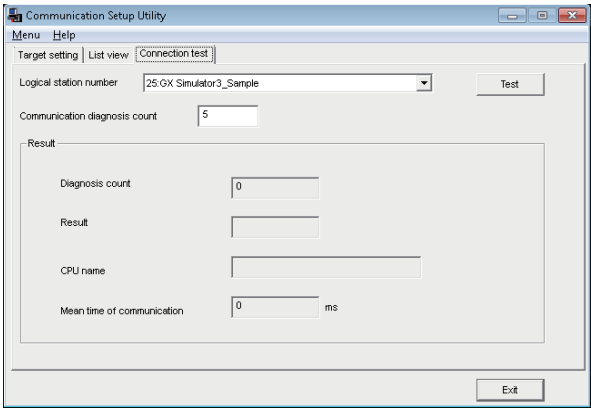 Communication Setup Utility
Menu Help
Target setting List view Connection test
Logical station number 25:GX Simulator3_Sample Test
Communication diagnosis count 5
Result
Diagnosis count 0
Result
CPU name
Mean time of communication 0 ms
Exit